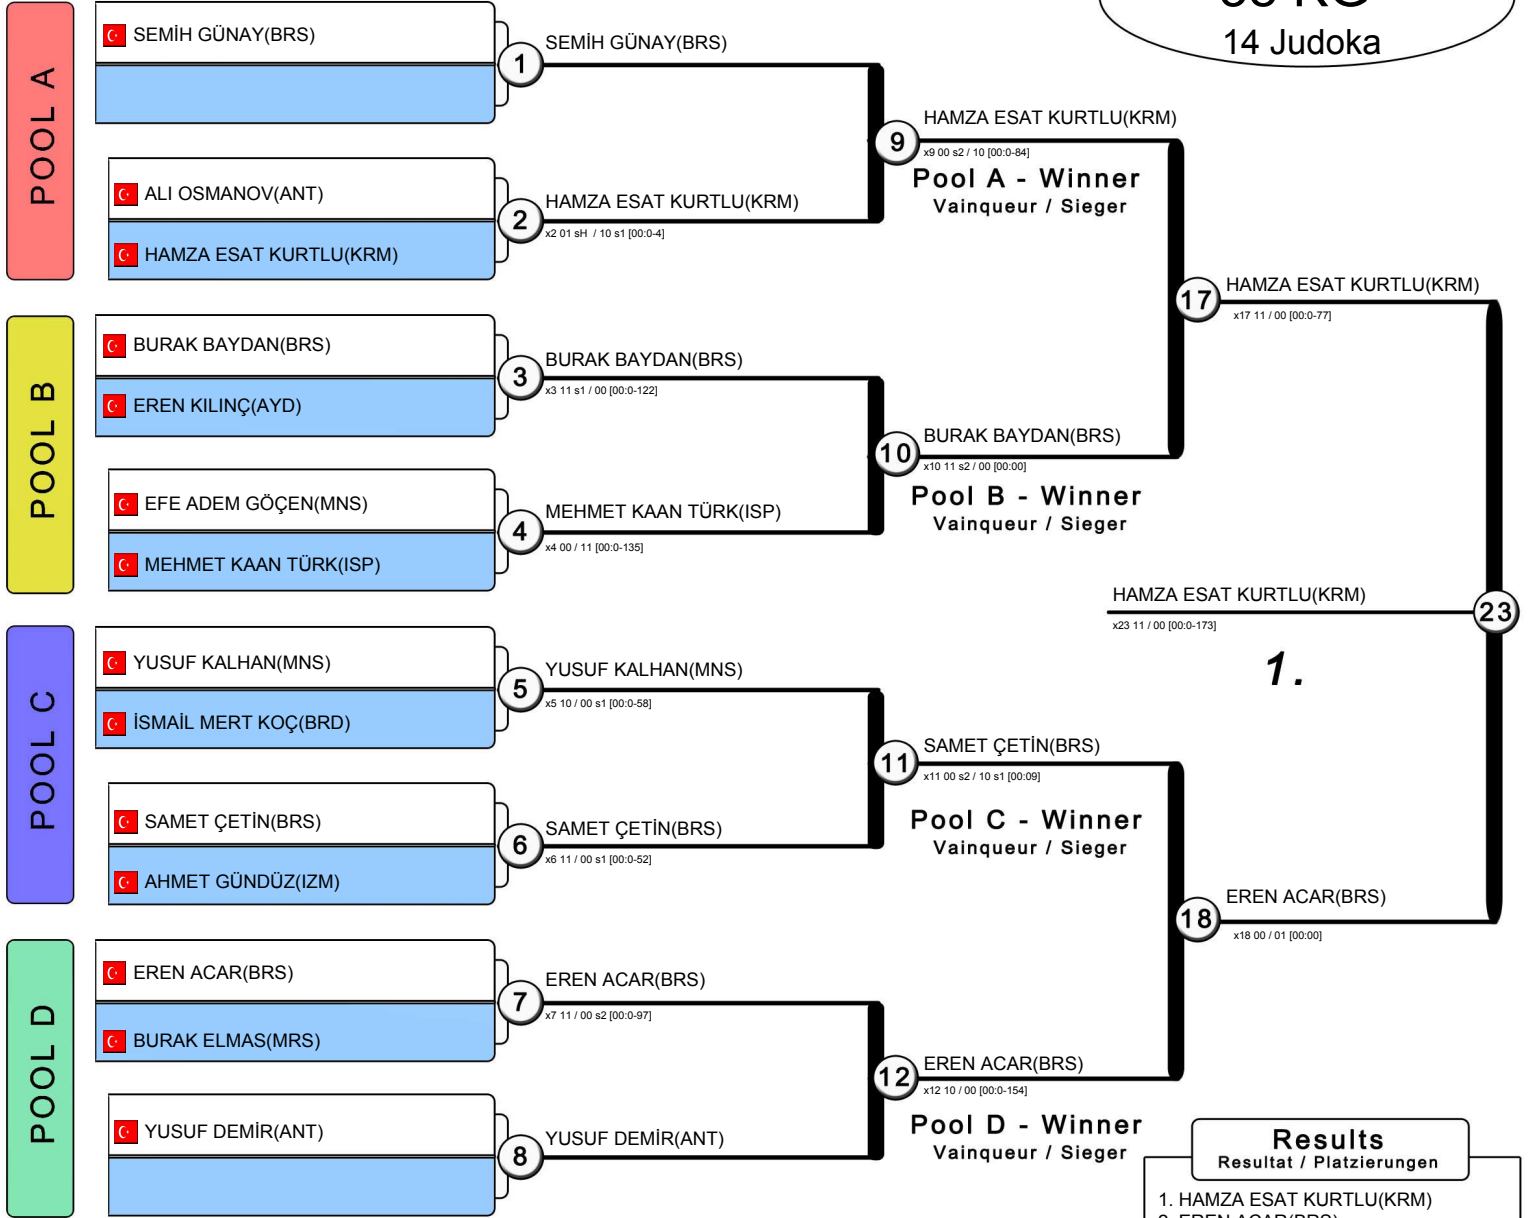 KG
14 Judoka
POOL A
SEMİH GÜNAY(BRS)
1
SEMİH GÜNAY(BRS)
ALI OSMANOV(ANT)
HAMZA ESAT KURTLU(KRM)
2
HAMZA ESAT KURTLU(KRM)
x2 01 sH / 10 s1 [00:0-4]
9
HAMZA ESAT KURTLU(KRM)
x9 00 s2 / 10 [00:0-84]
Pool A - Winner
Vainqueur / Sieger
POOL B
BURAK BAYDAN(BRS)
EREN KILINÇ(AYD)
3
BURAK BAYDAN(BRS)
x3 11 s1 / 00 [00:0-122]
EFE ADEM GÖÇEN(MNS)
MEHMET KAAN TÜRK(ISP)
4
MEHMET KAAN TÜRK(ISP)
x4 00 / 11 [00:0-135]
10
BURAK BAYDAN(BRS)
x10 11 s2 / 00 [00:00]
Pool B - Winner
Vainqueur / Sieger
17
HAMZA ESAT KURTLU(KRM)
x17 11 / 00 [00:0-77]
HAMZA ESAT KURTLU(KRM)
23
x23 11 / 00 [00:0-173]
1.
POOL C
YUSUF KALHAN(MNS)
İSMAİL MERT KOÇ(BRD)
5
YUSUF KALHAN(MNS)
x5 10 / 00 s1 [00:0-58]
SAMET ÇETİN(BRS)
AHMET GÜNDÜZ(IZM)
6
SAMET ÇETİN(BRS)
x6 11 / 00 s1 [00:0-52]
11
SAMET ÇETİN(BRS)
x11 00 s2 / 10 s1 [00:09]
Pool C - Winner
Vainqueur / Sieger
18
EREN ACAR(BRS)
x18 00 / 01 [00:00]
POOL D
EREN ACAR(BRS)
BURAK ELMAS(MRS)
7
EREN ACAR(BRS)
x7 11 / 00 s2 [00:0-97]
YUSUF DEMİR(ANT)
8
YUSUF DEMİR(ANT)
12
EREN ACAR(BRS)
x12 10 / 00 [00:0-154]
Pool D - Winner
Vainqueur / Sieger
Results
Resultat / Platzierungen
1. HAMZA ESAT KURTLU(KRM)
2. EREN ACAR(BRS)